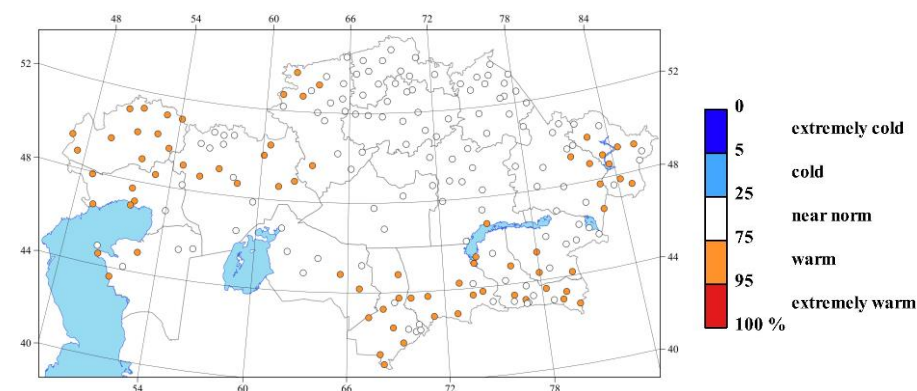 48 54 60 66 72 78 84
52 52
48 48
44 44
40 40
54 60 66 72 78
0
extremely cold
5
cold
25
near norm
75
warm
95
extremely warm
100 %